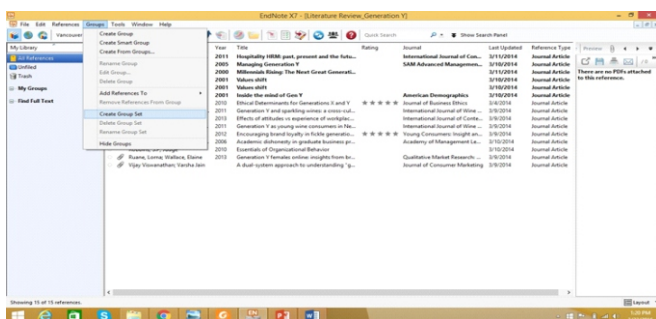 EndNote X7 - [Literature Review_Generation Y]
File Edit References Groups Tools Window Help
Vancouver
Quick Search
Show Search Panel
My Library
All References
Unfiled
Trash
My Groups
Find Full Text
Create Group
Create Smart Group
Create From Groups...
Rename Group
Edit Group...
Delete Group
Add References To
Remove References From Group
Create Group Set
Delete Group Set
Rename Group Set
Hide Groups
Year Title Rating Journal Last Updated Reference Type
2011 Hospitality HRM: past, present and the futu... International Journal of Con... 3/11/2014 Journal Article
2005 Managing Generation Y SAM Advanced Managemen... 3/11/2014 Journal Article
2008 Millennials Rising: The Next Great Generati... 3/11/2014 Journal Article
2001 Values shift 3/10/2014 Journal Article
2001 Values shift 3/10/2014 Journal Article
2001 Inside the mind of Gen Y American Demographics 3/10/2014 Journal Article
2010 Ethical Determinants for Generations X and Y ★★★★★ Journal of Business Ethics 3/4/2014 Journal Article
2011 Generation Y and sparkling wines: a cross-cul... International Journal of Wine ... 3/9/2014 Journal Article
2013 Effects of attitudes vs experience of workplac... International Journal of Conte... 3/9/2014 Journal Article
2011 Generation Y as young wine consumers in Ne... International Journal of Wine ... 3/9/2014 Journal Article
2012 Encouraging brand loyalty in fickle generatio... ★★★★★ Young Consumers: Insight an... 3/9/2014 Journal Article
2006 Academic dishonesty in graduate business pr... Academy of Management Le... 3/10/2014 Journal Article
2010 Essentials of Organizational Behavior 3/10/2014 Journal Article
Ruane, Lorna; Wallace, Elaine 2013 Generation Y females online: insights from br... Qualitative Market Research: ... 3/9/2014 Journal Article
Vijay Viswanathan; Varsha Jain A dual-system approach to understanding "g... Journal of Consumer Marketing 3/9/2014 Journal Article
Preview
There are no PDFs attached
to this reference.
Showing 15 of 15 references.
Layout
5:20 PM